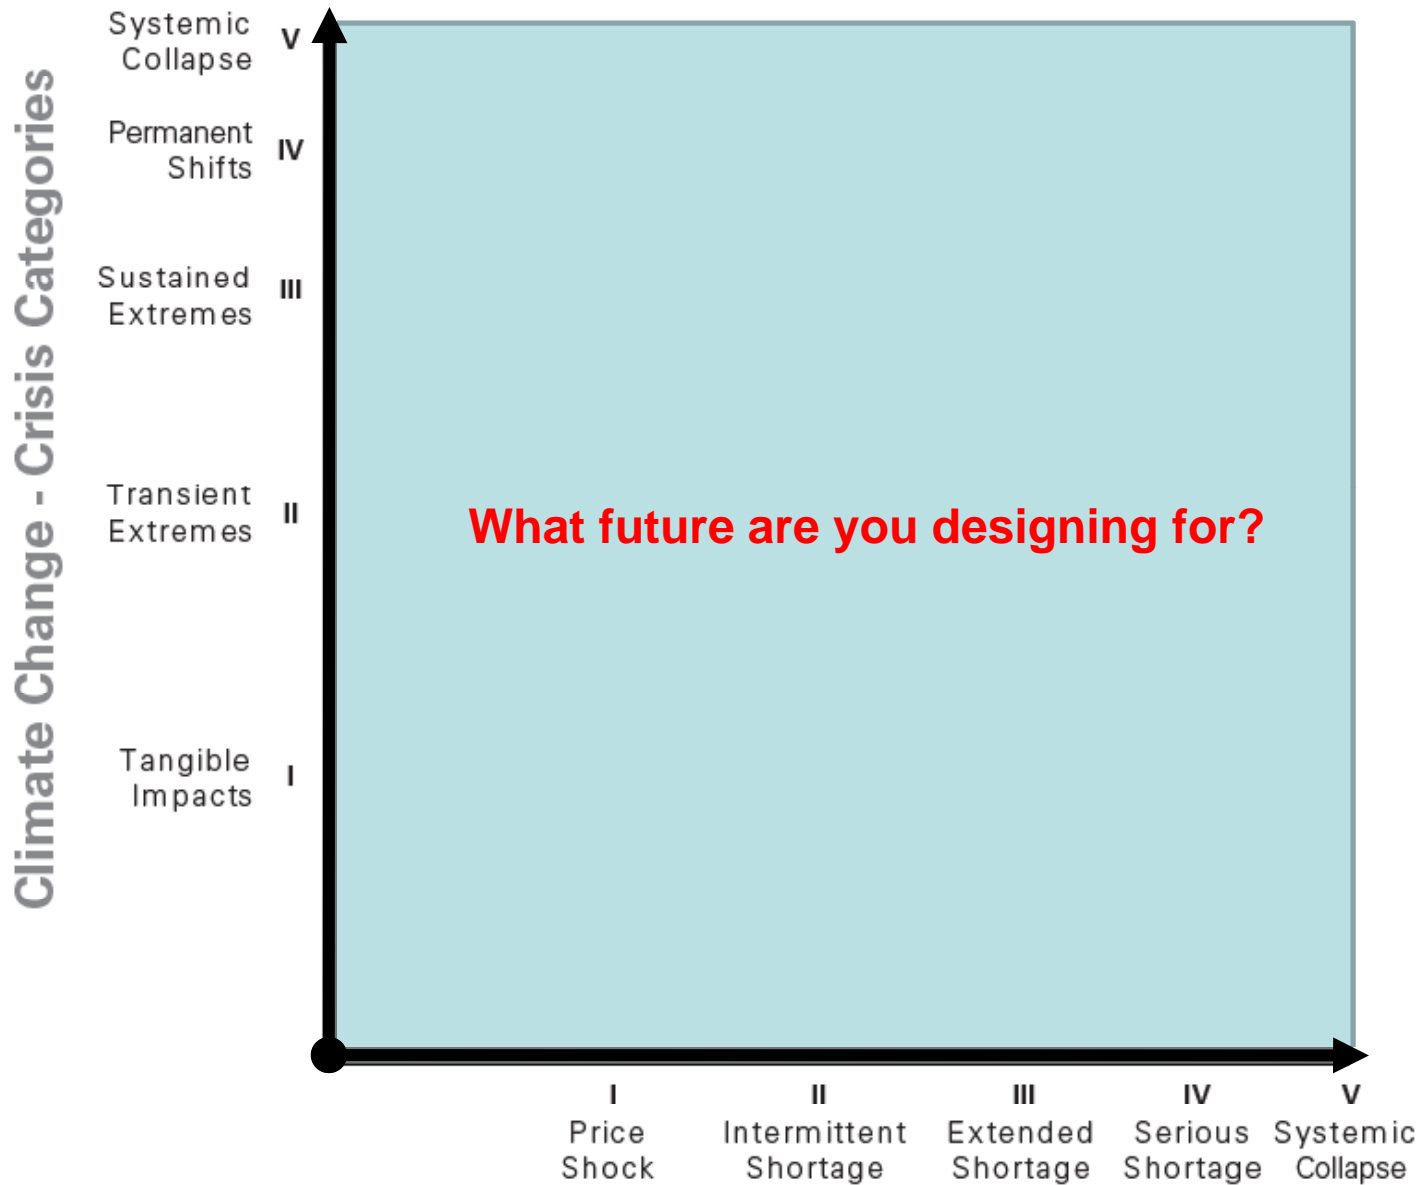 Climate Change - Crisis Categories
Systemic
Collapse
V
Permanent
Shifts
IV
Sustained
Extremes
III
Transient
Extremes
II
What future are you designing for?
Tangible
Impacts
I
I
II
III
IV
V
Price
Shock
Intermittent
Shortage
Extended
Shortage
Serious
Shortage
Systemic
Collapse